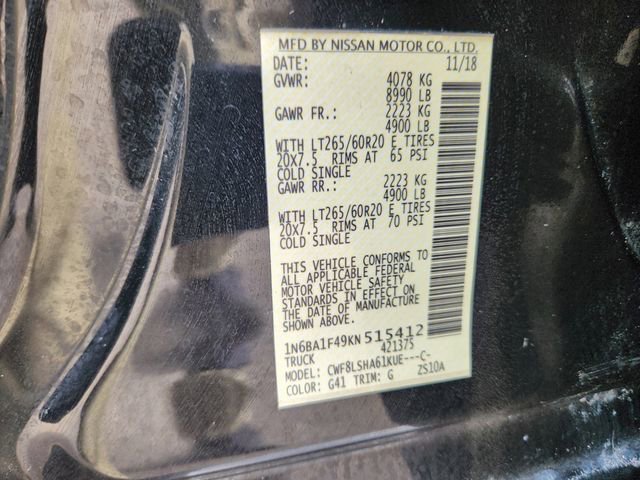 MFD BY NISSAN MOTOR CO., LTD.
DATE: 11/18
GVWR: 4078 KG
8990 LB
GAWR FR.: 2223 KG
4900 LB
WITH LT265/60R20 E TIRES
20X7.5 RIMS AT 65 PSI
COLD SINGLE
GAWR RR.: 2223 KG
4900 LB
WITH LT265/60R20 E TIRES
20X7.5 RIMS AT 70 PSI
COLD SINGLE
THIS VEHICLE CONFORMS TO
ALL APPLICABLE FEDERAL
MOTOR VEHICLE SAFETY
STANDARDS IN EFFECT ON
THE DATE OF MANUFACTURE
SHOWN ABOVE.
1N6BA1F49KN515412
TRUCK 421375
MODEL: CWF8LSHA61KUE---C-
COLOR: G41 TRIM: G ZS10A